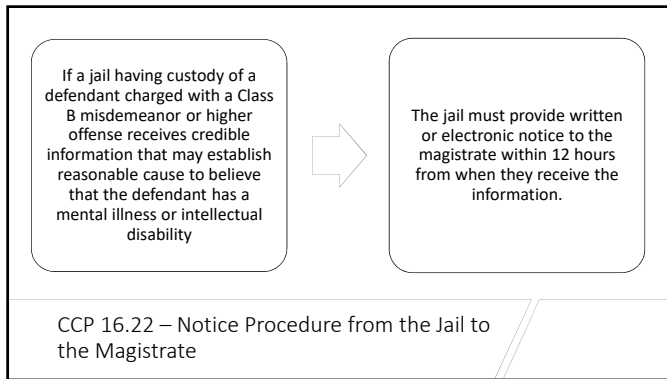 If a jail having custody of a
defendant charged with a Class
B misdemeanor or higher
offense receives credible
information that may establish
reasonable cause to believe
that the defendant has a
mental illness or intellectual
disability
The jail must provide written
or electronic notice to the
magistrate within 12 hours
from when they receive the
information.
CCP 16.22 – Notice Procedure from the Jail to
the Magistrate